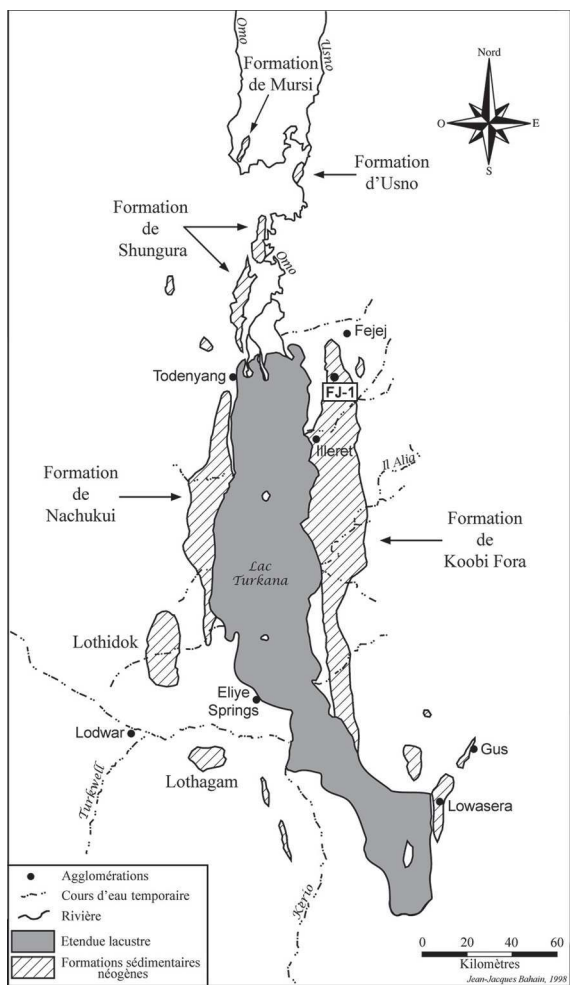 Omo
Usno
Formation
de Mursi
Nord
O
E
S
Formation
d'Usno
Formation
de
Shungura
Omo
Fejej
Todenyang
FJ-1
Illeret
Il Alia
Formation
de
Nachukui
Formation
de
Koobi Fora
Lac
Turkana
Lothidok
Eliye
Springs
Lodwar
Gus
Turkwell
Lothagam
Lowasera
Kerio
Agglomérations
Cours d'eau temporaire
Rivière
Etendue lacustre
Formations sédimentaires
néogènes
0 20 40 60
Kilomètres
Jean-Jacques Bahain, 1998